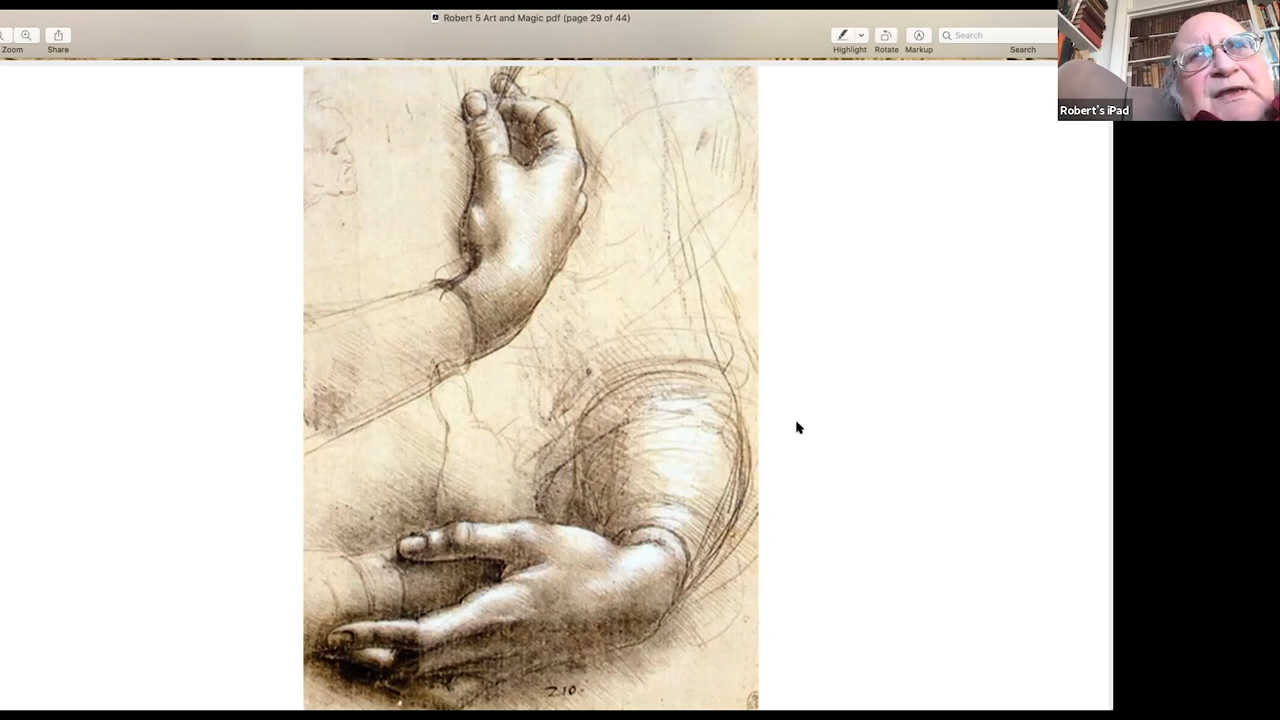 Robert 5 Art and Magic pdf (page 29 of 44)
Zoom
Share
Highlight
Rotate
Markup
Search
Search
Robert's iPad
210.